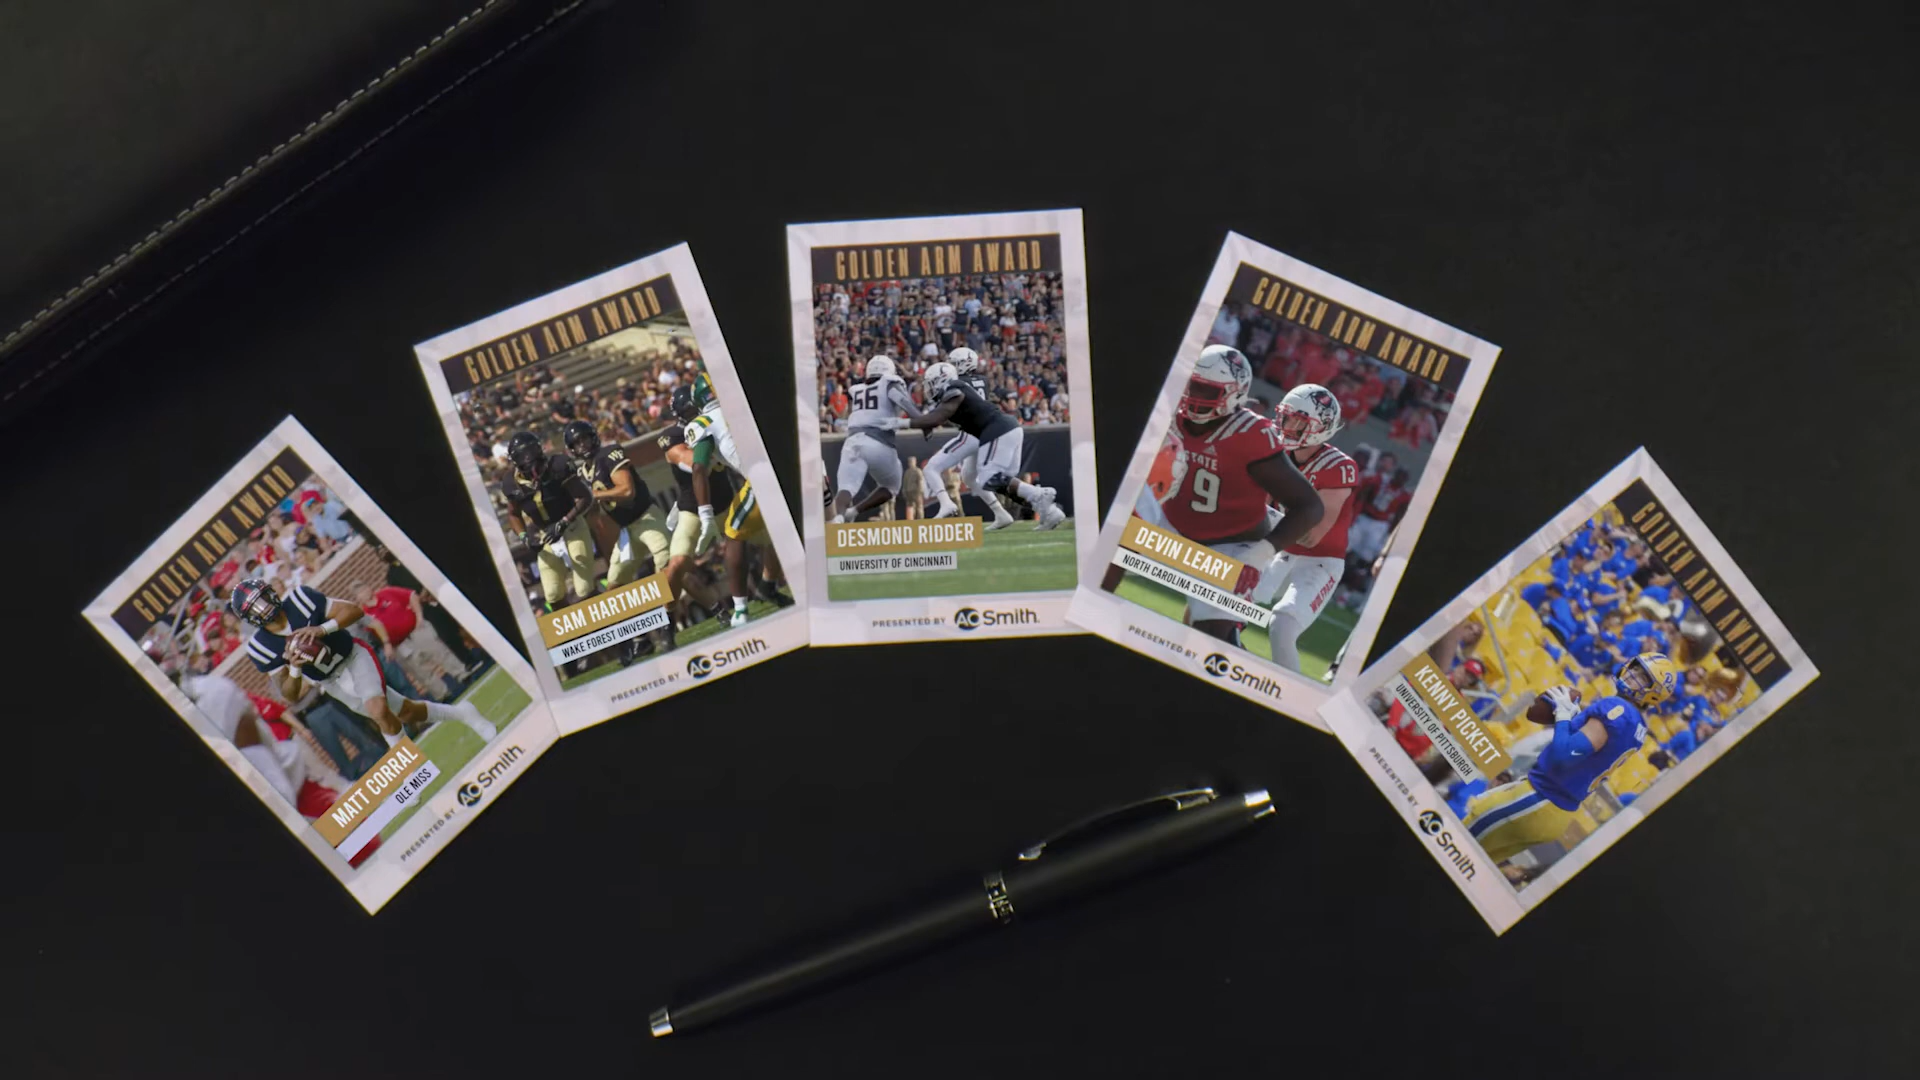 GOLDEN ARM AWARD
MATT CORRAL
OLE MISS
PRESENTED BY AO Smith.
GOLDEN ARM AWARD
SAM HARTMAN
WAKE FOREST UNIVERSITY
PRESENTED BY AO Smith.
GOLDEN ARM AWARD
56
DESMOND RIDDER
UNIVERSITY OF CINCINNATI
PRESENTED BY AO Smith.
GOLDEN ARM AWARD
STATE
79
13
WOLFPACK
DEVIN LEARY
NORTH CAROLINA STATE UNIVERSITY
PRESENTED BY AO Smith.
GOLDEN ARM AWARD
KENNY PICKETT
UNIVERSITY OF PITTSBURGH
8
PRESENTED BY AO Smith.